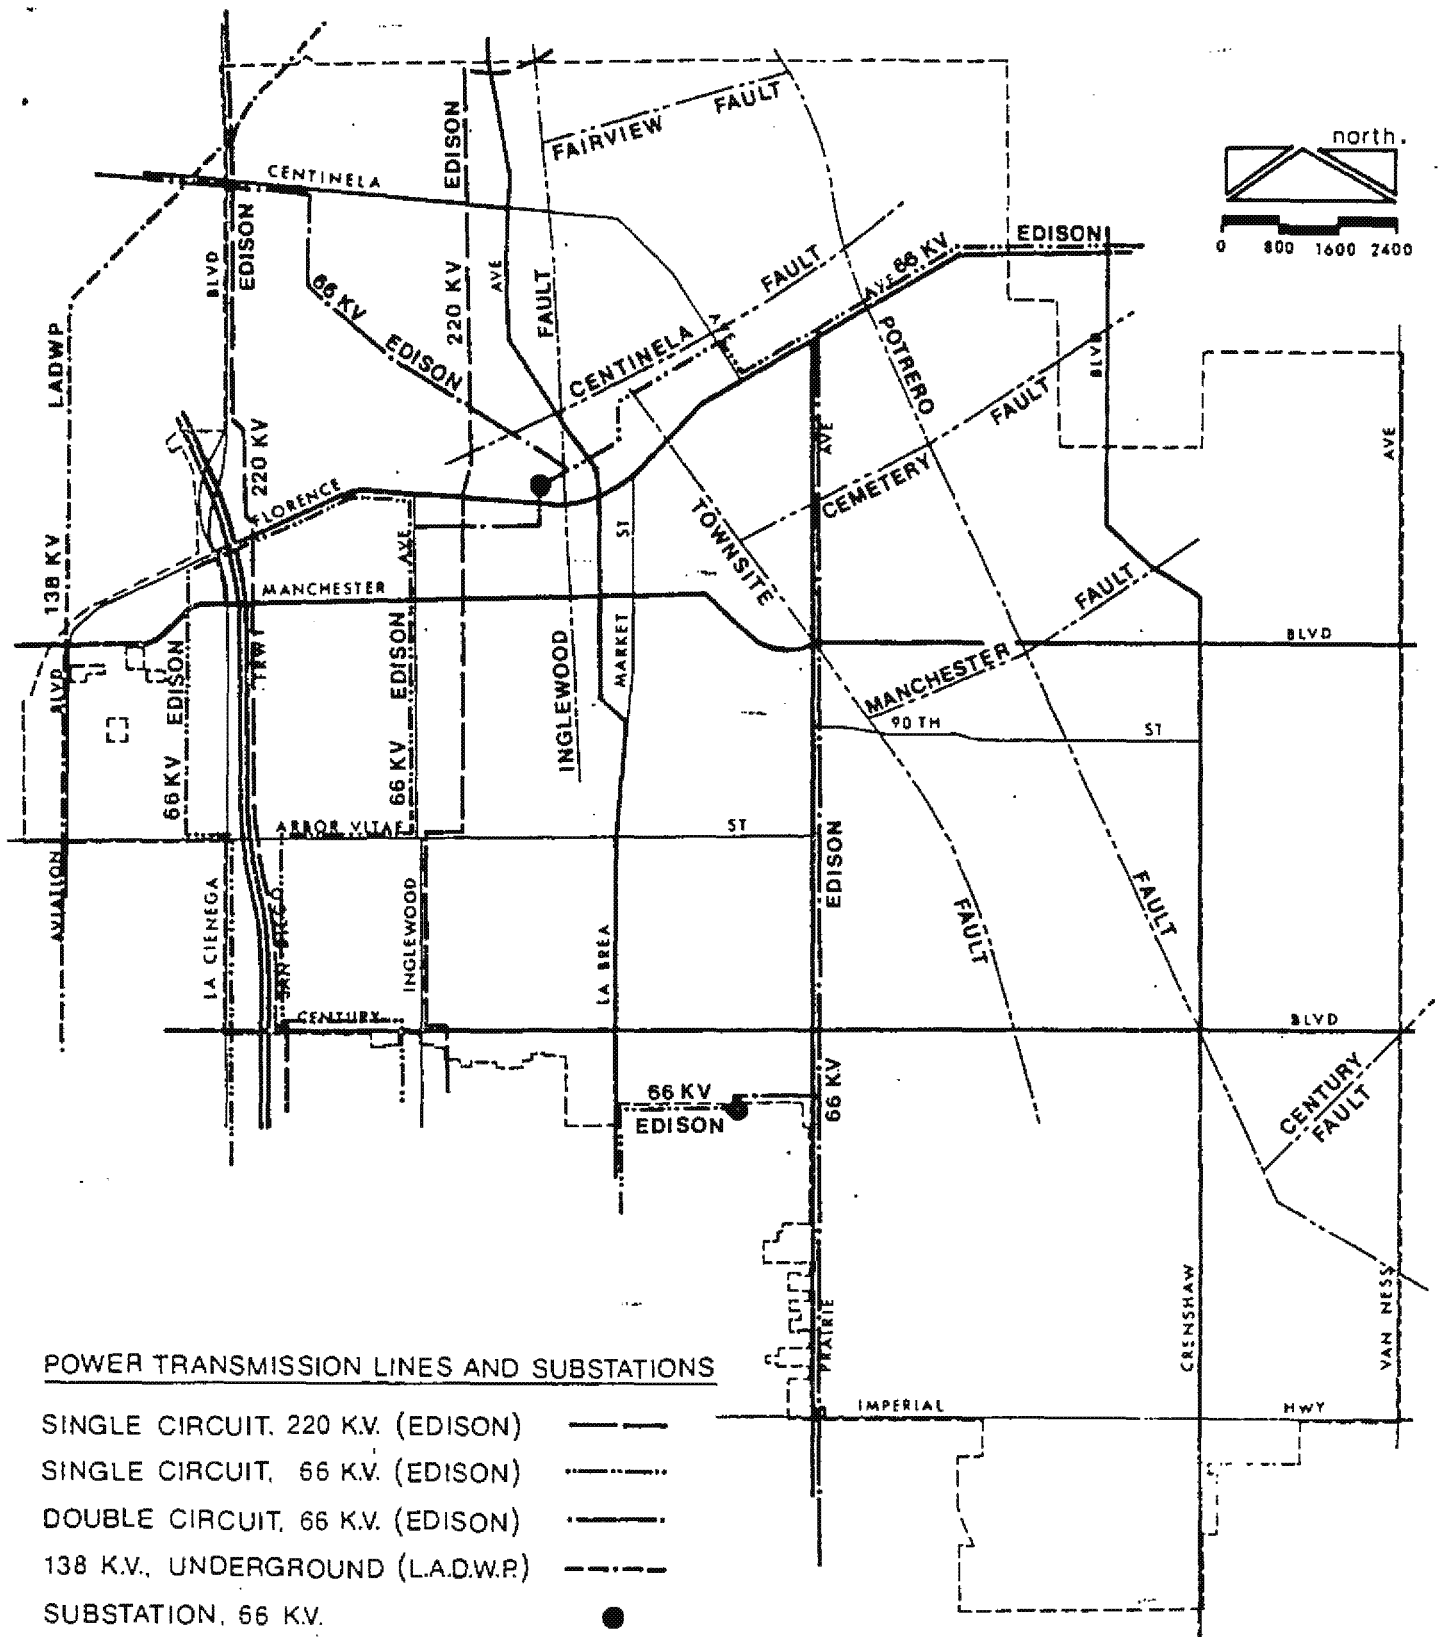 north.
0 800 1600 2400
FAIRVIEW FAULT
CENTINELA
BLVD
EDISON
220 KV
66 KV EDISON
220 KV EDISON
AVE
FAULT
INGLEWOOD
CENTINELA FAULT
AVE
AVE 66 KV
EDISON
POTRERO
FAULT
BLVD
CEMETERY FAULT
AVE
AVE
138 KV LADWP
FLORENCE
AVE
ST
TOWNSITE
FAULT
MANCHESTER
BLVD
MANCHESTER FAULT
90 TH ST
BLVD
66 KV EDISON
FRWY
66 KV EDISON
MARKET
ARBOR VITAE
ST
EDISON
66 KV
AVIATION
LA CIENEGA
SAN DIEGO
INGLEWOOD
LA BREA
CENTURY
BLVD
66 KV
EDISON
CENTURY
FAULT
PRAIRIE
CRENSHAW
VAN NESS
IMPERIAL
HWY
POWER TRANSMISSION LINES AND SUBSTATIONS
SINGLE CIRCUIT, 220 K.V. (EDISON)
SINGLE CIRCUIT, 66 K.V. (EDISON)
DOUBLE CIRCUIT, 66 K.V. (EDISON)
138 K.V., UNDERGROUND (L.A.D.W.P.)
SUBSTATION, 66 K.V.